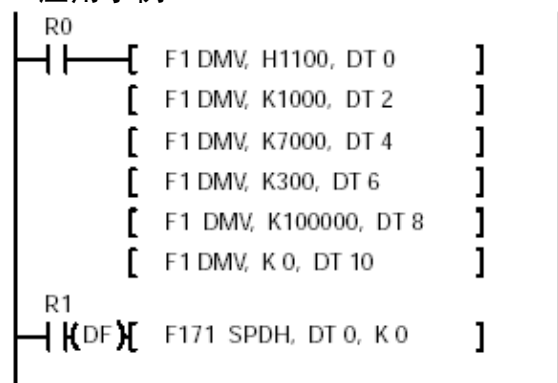 R0
[ F1 DMV, H1100, DT 0 ]
[ F1 DMV, K1000, DT 2 ]
[ F1 DMV, K7000, DT 4 ]
[ F1 DMV, K300, DT 6 ]
[ F1 DMV, K100000, DT 8 ]
[ F1 DMV, K 0, DT 10 ]
R1
(DF) [ F171 SPDH, DT 0, K 0 ]